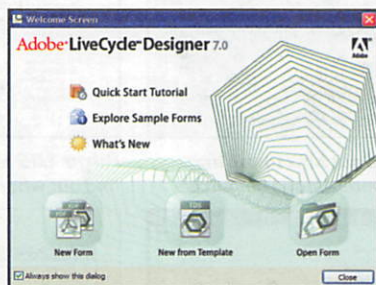 Welcome Screen
Adobe LiveCycle Designer 7.0
Adobe
Quick Start Tutorial
Explore Sample Forms
What's New
New Form
New from Template
Open Form
Always show this dialog
Close